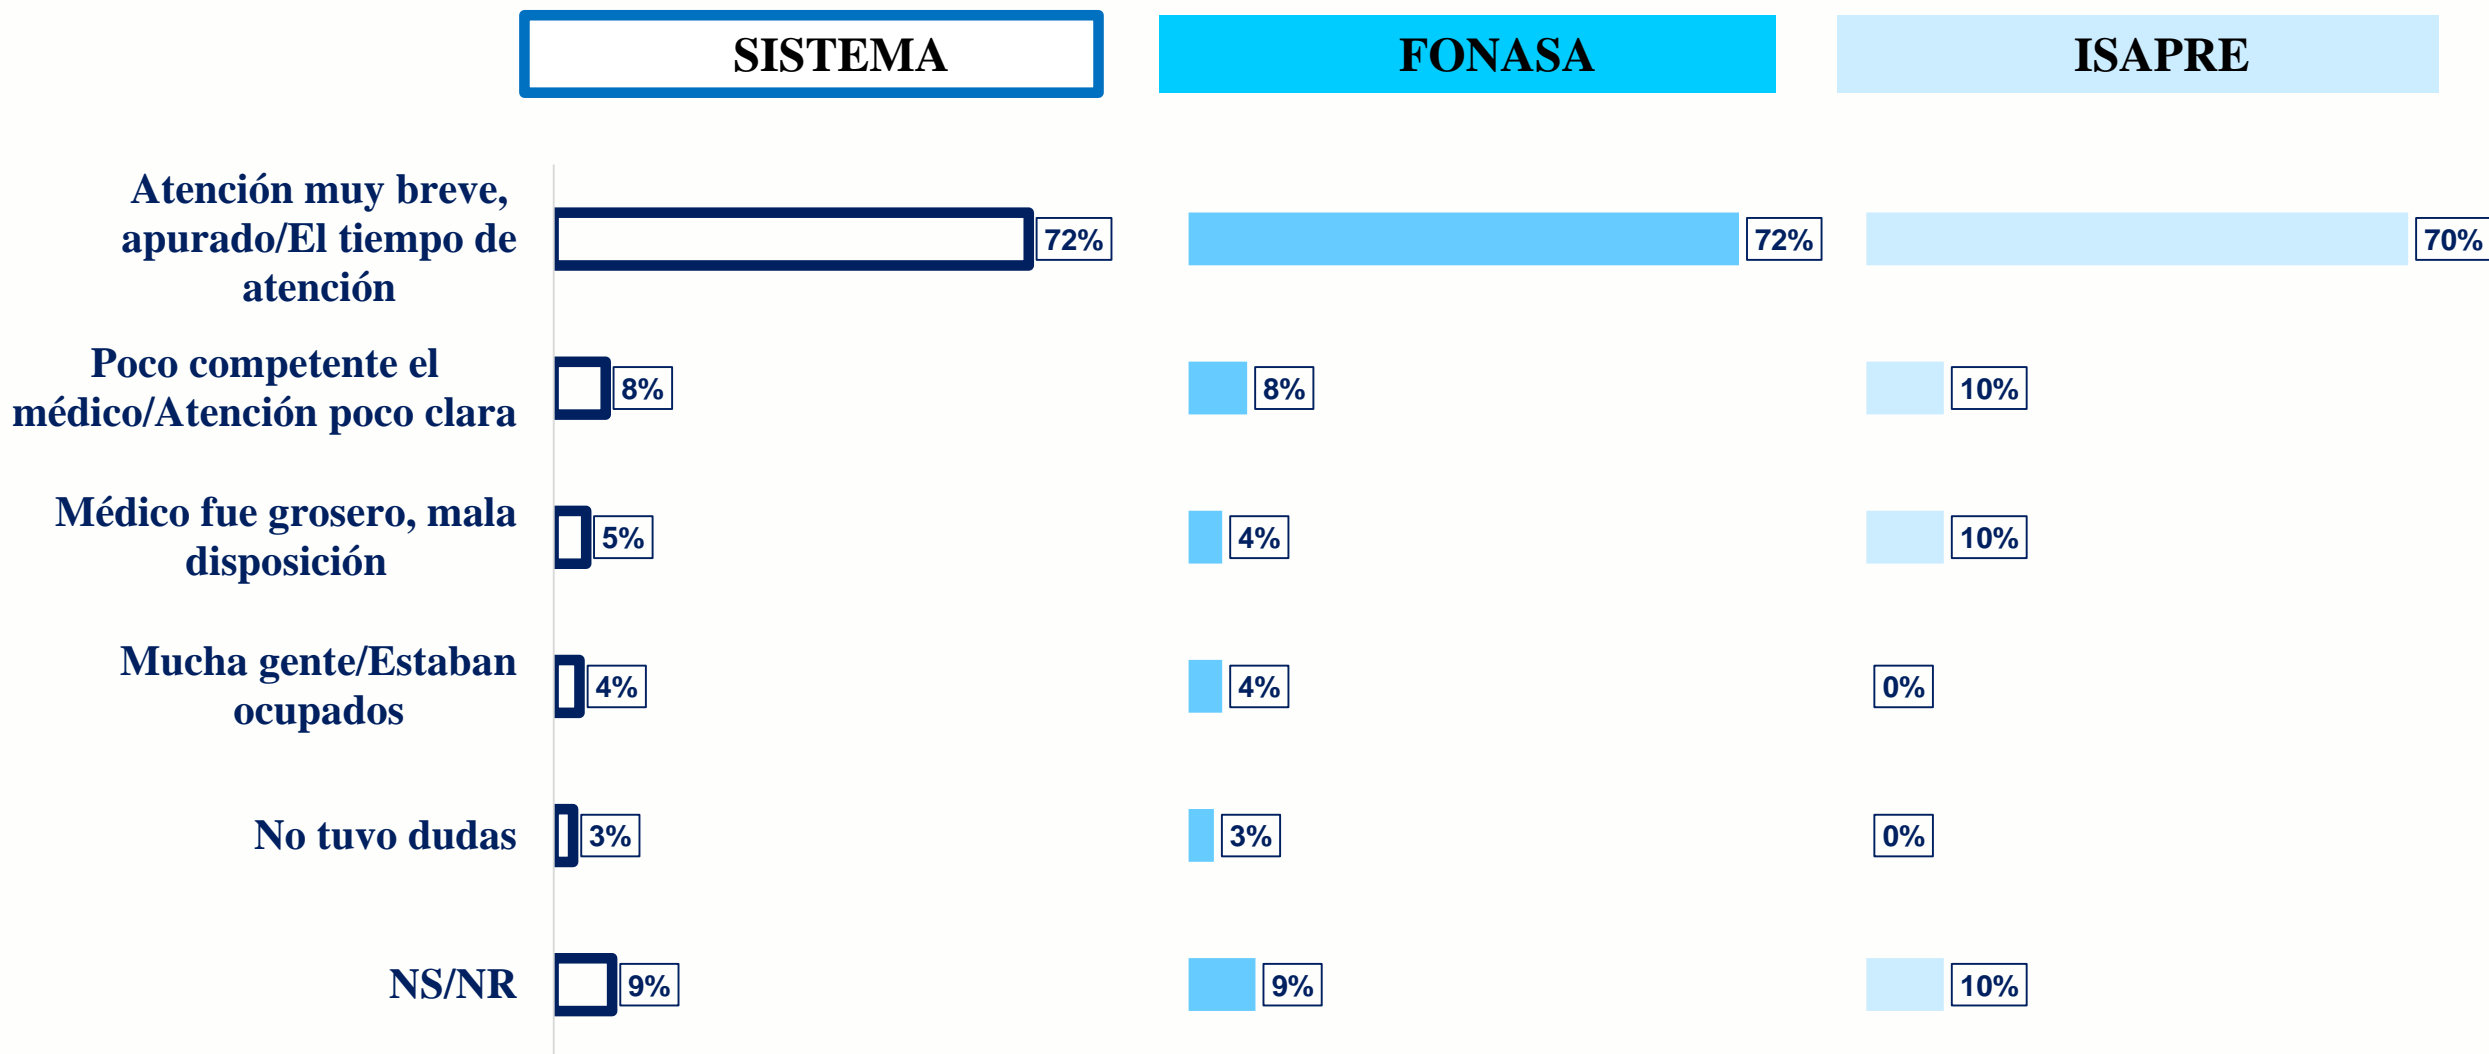 SISTEMA
FONASA
ISAPRE
Atención muy breve,
apurado/El tiempo de
atención
72%
72%
70%
Poco competente el
médico/Atención poco clara
8%
8%
10%
Médico fue grosero, mala
disposición
5%
4%
10%
Mucha gente/Estaban
ocupados
4%
4%
0%
No tuvo dudas
3%
3%
0%
NS/NR
9%
9%
10%